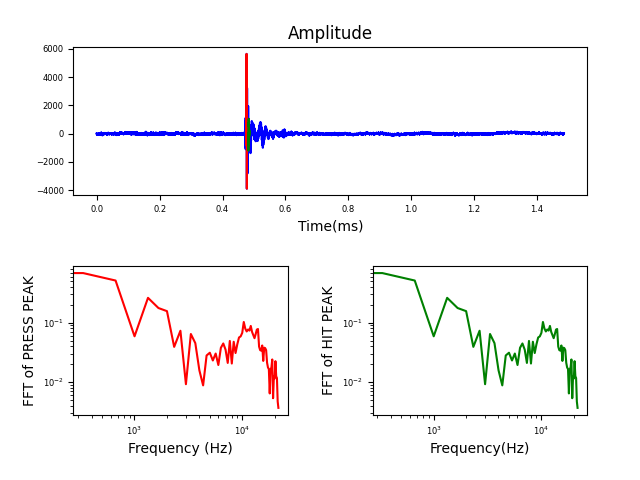 Amplitude
6000
4000
2000
0
−2000
−4000
0.0 0.2 0.4 0.6 0.8 1.0 1.2 1.4
Time(ms)
FFT of PRESS PEAK
10⁻¹
10⁻²
10³ 10⁴
Frequency (Hz)
FFT of HIT PEAK
10⁻¹
10⁻²
10³ 10⁴
Frequency(Hz)